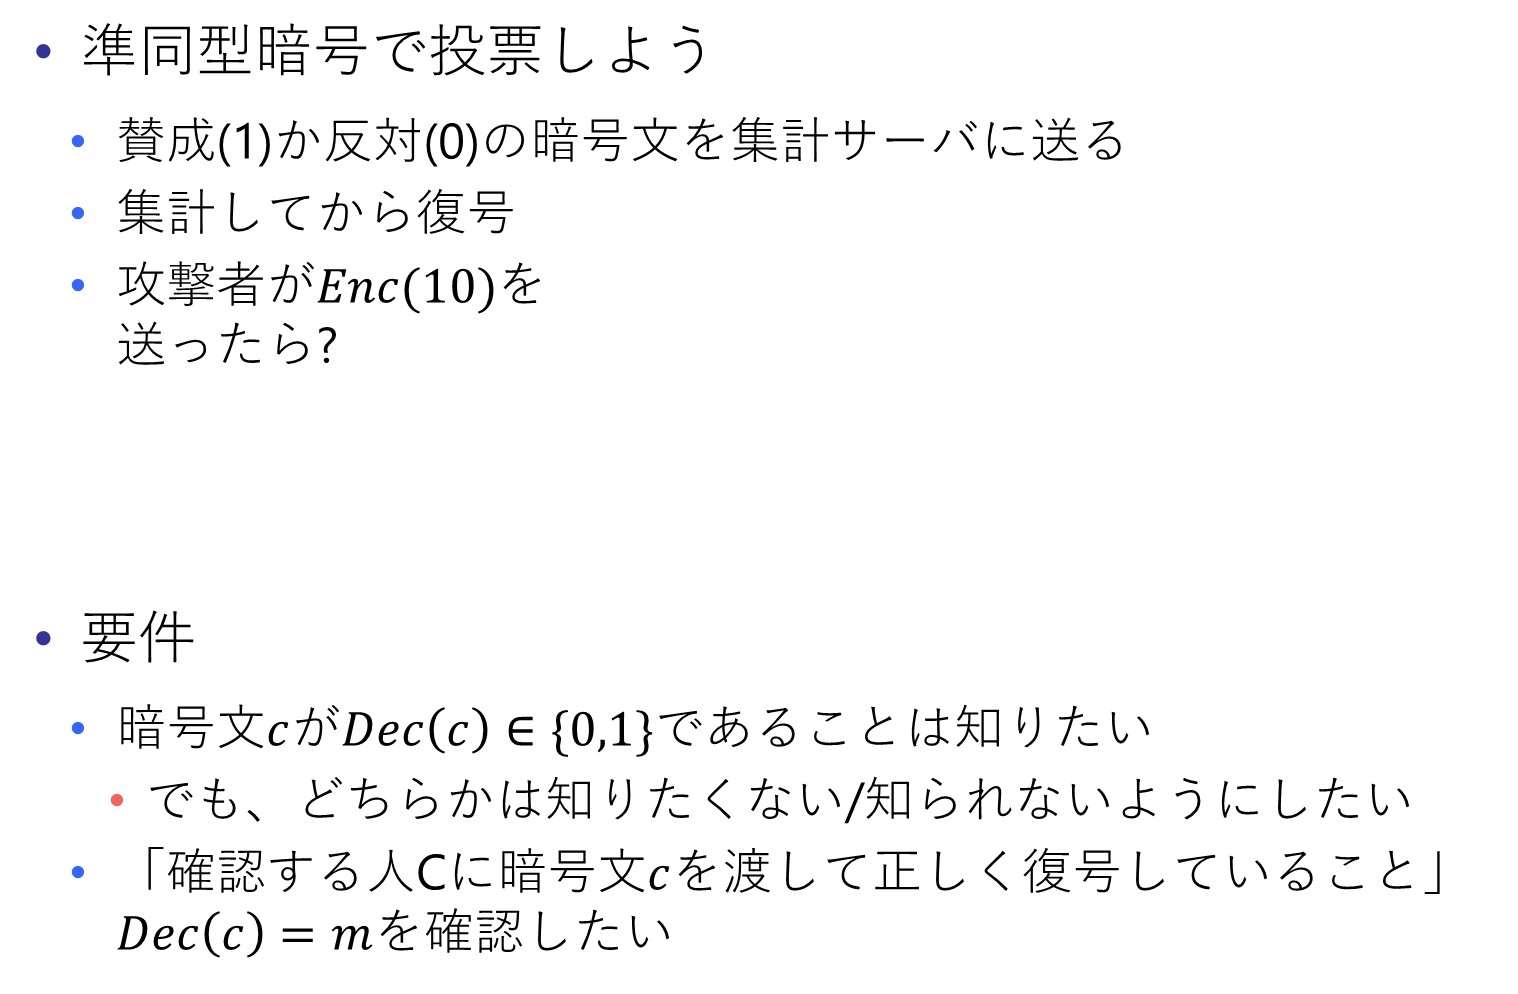 • 準同型暗号で投票しよう
• 賛成(1)か反対(0)の暗号文を集計サーバに送る
• 集計してから復号
• 攻撃者がEnc(10)を
送ったら?
• 要件
• 暗号文cがDec(c) ∈ {0,1}であることは知りたい
• でも、どちらかは知りたくない/知られないようにしたい
• 「確認する人Cに暗号文cを渡して正しく復号していること」
Dec(c) = mを確認したい